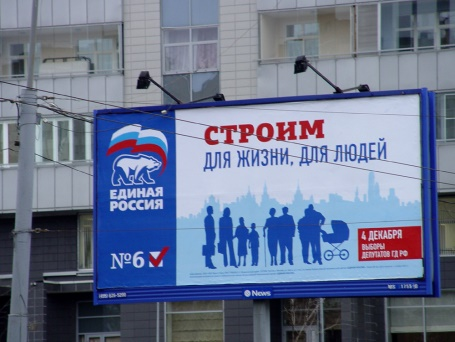 СТРОИМ
ДЛЯ ЖИЗНИ, ДЛЯ ЛЮДЕЙ
ЕДИНАЯ
РОССИЯ
№6
4 ДЕКАБРЯ
ВЫБОРЫ
ДЕПУТАТОВ ГД РФ
News